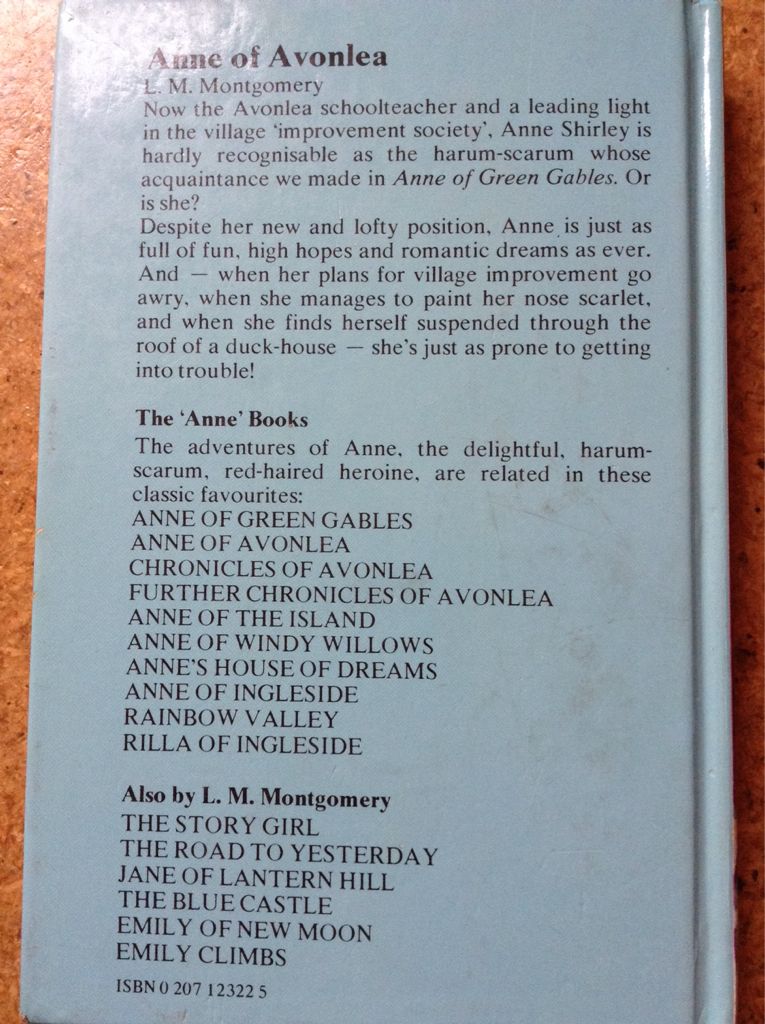 Anne of Avonlea
L. M. Montgomery
Now the Avonlea schoolteacher and a leading light
in the village ‘improvement society’, Anne Shirley is
hardly recognisable as the harum-scarum whose
acquaintance we made in Anne of Green Gables. Or
is she?
Despite her new and lofty position, Anne is just as
full of fun, high hopes and romantic dreams as ever.
And — when her plans for village improvement go
awry, when she manages to paint her nose scarlet,
and when she finds herself suspended through the
roof of a duck-house — she's just as prone to getting
into trouble!
The ‘Anne’ Books
The adventures of Anne, the delightful, harum-
scarum, red-haired heroine, are related in these
classic favourites:
ANNE OF GREEN GABLES
ANNE OF AVONLEA
CHRONICLES OF AVONLEA
FURTHER CHRONICLES OF AVONLEA
ANNE OF THE ISLAND
ANNE OF WINDY WILLOWS
ANNE'S HOUSE OF DREAMS
ANNE OF INGLESIDE
RAINBOW VALLEY
RILLA OF INGLESIDE
Also by L. M. Montgomery
THE STORY GIRL
THE ROAD TO YESTERDAY
JANE OF LANTERN HILL
THE BLUE CASTLE
EMILY OF NEW MOON
EMILY CLIMBS
ISBN 0 207 12322 5